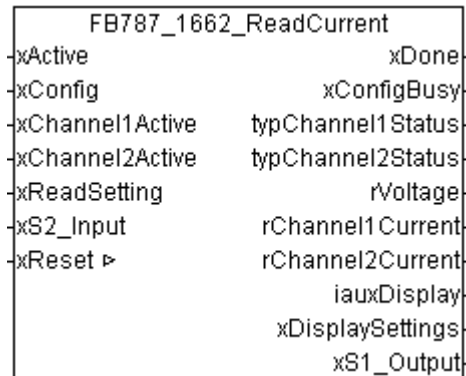 FB787_1662_ReadCurrent
xActive xDone
xConfig xConfigBusy
xChannel1Active typChannel1Status
xChannel2Active typChannel2Status
xReadSetting rVoltage
xS2_Input rChannel1Current
xReset ▷ rChannel2Current
iauxDisplay
xDisplaySettings
xS1_Output